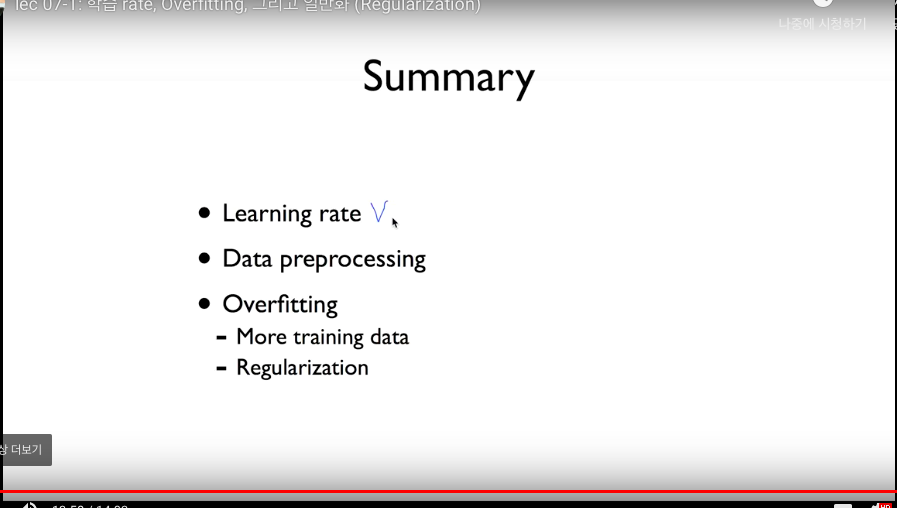 lec 07-1: 학습 rate, Overfitting, 그리고 일반화 (Regularization)
나중에 시청하기
Summary
• Learning rate V
• Data preprocessing
• Overfitting
- More training data
- Regularization
상 더보기
HD